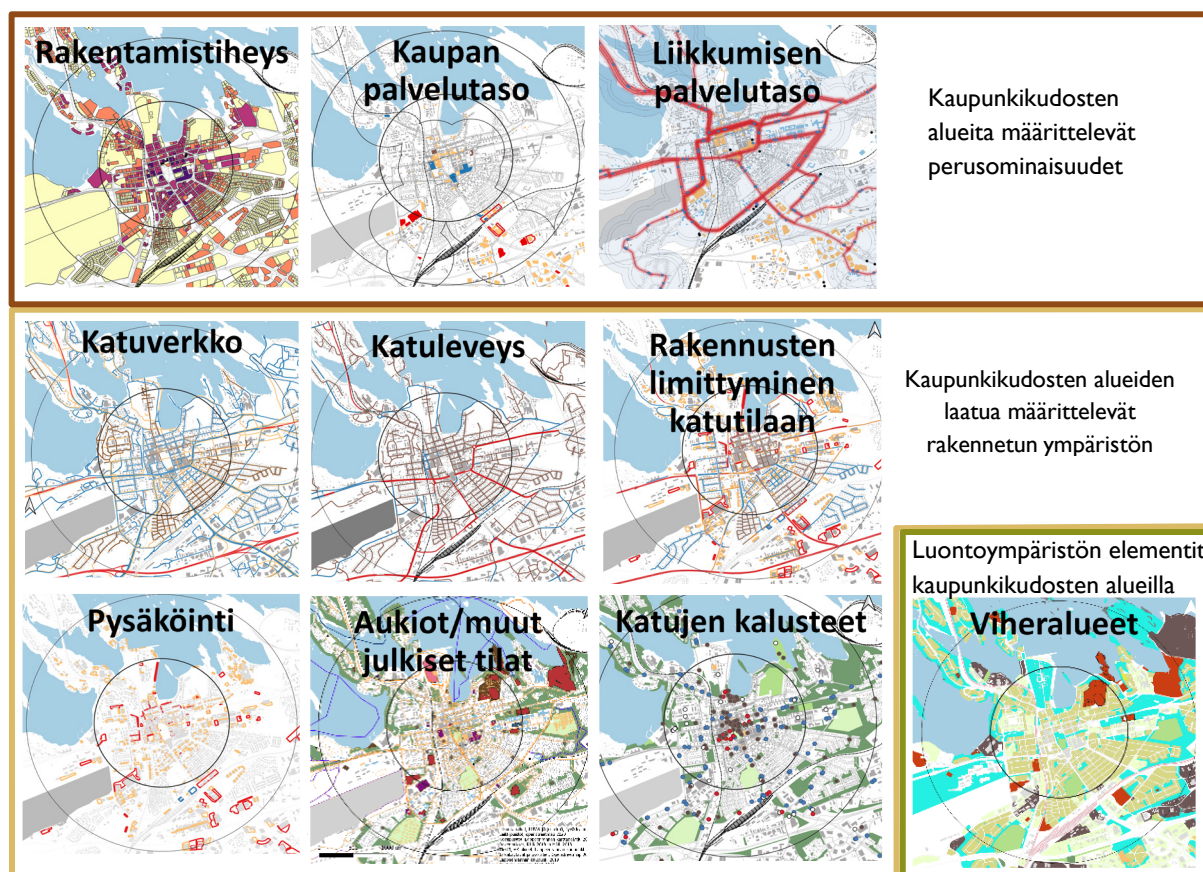 Rakentamistiheys
Kaupan
palvelutaso
Liikkumisen
palvelutaso
Kaupunkikudosten
alueita määrittelevät
perusominaisuudet
Katuverkko
Katuleveys
Rakennusten
limittyminen
katutilaan
Kaupunkikudosten alueiden
laatua määrittelevät
rakennetun ympäristön
Pysäköinti
Aukiot/muut
julkiset tilat
Katujen kalusteet
Luontoympäristön elementit
kaupunkikudosten alueilla
Viheralueet